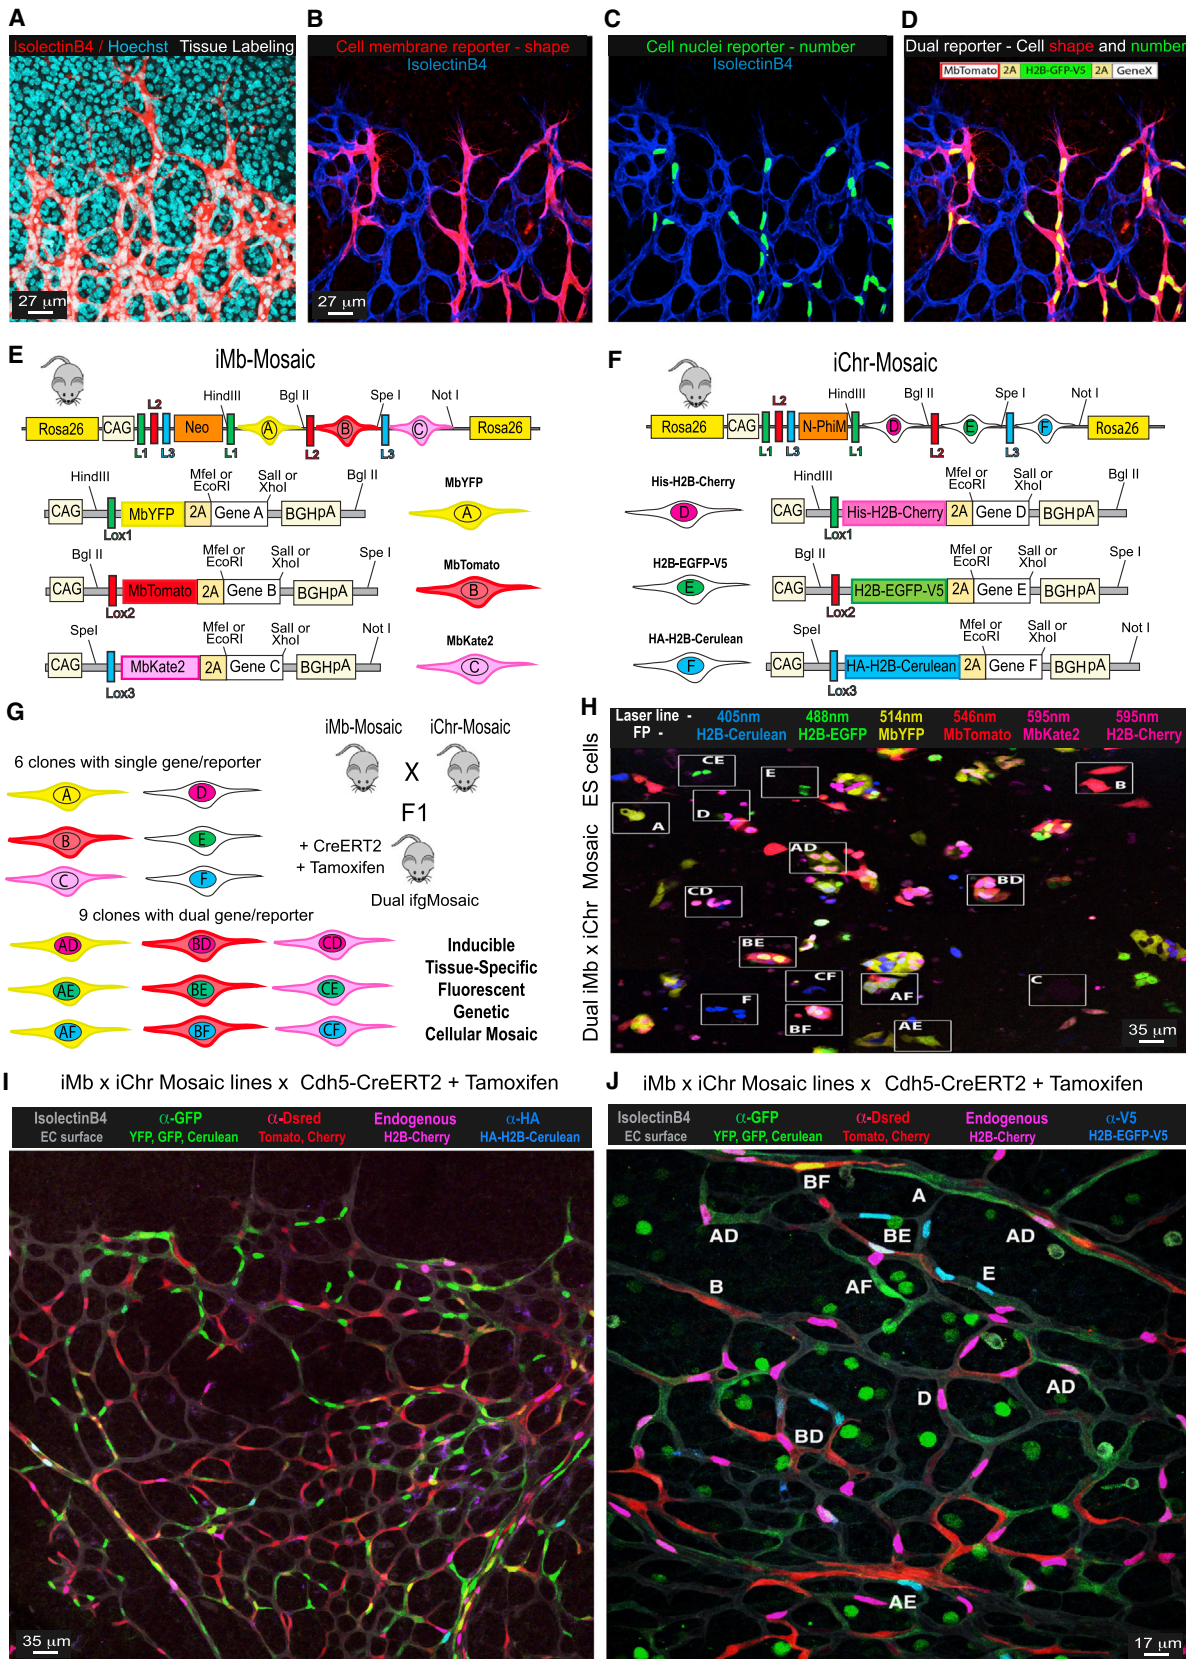 A
IsolectinB4 / Hoechst Tissue Labeling
27 µm
B
Cell membrane reporter - shape
IsolectinB4
27 µm
C
Cell nuclei reporter - number
IsolectinB4
27 µm
D
Dual reporter - Cell shape and number
MbTomato 2A H2B-GFP-V5 2A GeneX
27 µm
E
iMb-Mosaic
HindIII Bgl II Spe I Not I
L2
Rosa26 CAG Neo A B C Rosa26
L1 L3 L1 L2 L3
HindIII MfeI or EcoRI SalI or XhoI Bgl II
CAG MbYFP 2A Gene A BGHpA
Lox1
MbYFP
A
Bgl II MfeI or EcoRI SalI or XhoI Spe I
CAG MbTomato 2A Gene B BGHpA
Lox2
MbTomato
B
SpeI MfeI or EcoRI SalI or XhoI Not I
CAG MbKate2 2A Gene C BGHpA
Lox3
MbKate2
C
F
iChr-Mosaic
HindIII Bgl II Spe I Not I
L2
Rosa26 CAG N-PhiM D E F Rosa26
L1 L3 L1 L2 L3
His-H2B-Cherry
D
HindIII MfeI or EcoRI SalI or XhoI Bgl II
CAG His-H2B-Cherry 2A Gene D BGHpA
Lox1
H2B-EGFP-V5
E
Bgl II MfeI or EcoRI SalI or XhoI Spe I
CAG H2B-EGFP-V5 2A Gene E BGHpA
Lox2
HA-H2B-Cerulean
F
SpeI MfeI or EcoRI SalI or XhoI Not I
CAG HA-H2B-Cerulean 2A Gene F BGHpA
Lox3
G
6 clones with single gene/reporter
A D
B E
C F
iMb-Mosaic iChr-Mosaic
X
F1
+ CreERT2
+ Tamoxifen
Dual ifgMosaic
9 clones with dual gene/reporter
AD BD CD
AE BE CE
AF BF CF
Inducible
Tissue-Specific
Fluorescent
Genetic
Cellular Mosaic
H
Dual iMb x iChr Mosaic ES cells
Laser line - 405nm 488nm 514nm 546nm 595nm 595nm
FP - H2B-Cerulean H2B-EGFP MbYFP MbTomato MbKate2 H2B-Cherry
CE
E
B
A
D
AD
CD
BD
BE
CF
AF
C
F
BF
AE
35 µm
I
iMb x iChr Mosaic lines x Cdh5-CreERT2 + Tamoxifen
IsolectinB4 α-GFP α-Dsred Endogenous α-HA
EC surface YFP, GFP, Cerulean Tomato, Cherry H2B-Cherry HA-H2B-Cerulean
35 µm
J
iMb x iChr Mosaic lines x Cdh5-CreERT2 + Tamoxifen
IsolectinB4 α-GFP α-Dsred Endogenous α-V5
EC surface YFP, GFP, Cerulean Tomato, Cherry H2B-Cherry H2B-EGFP-V5
BF
A
AD
BE
AD
E
B
AF
D
AD
BD
AE
17 µm